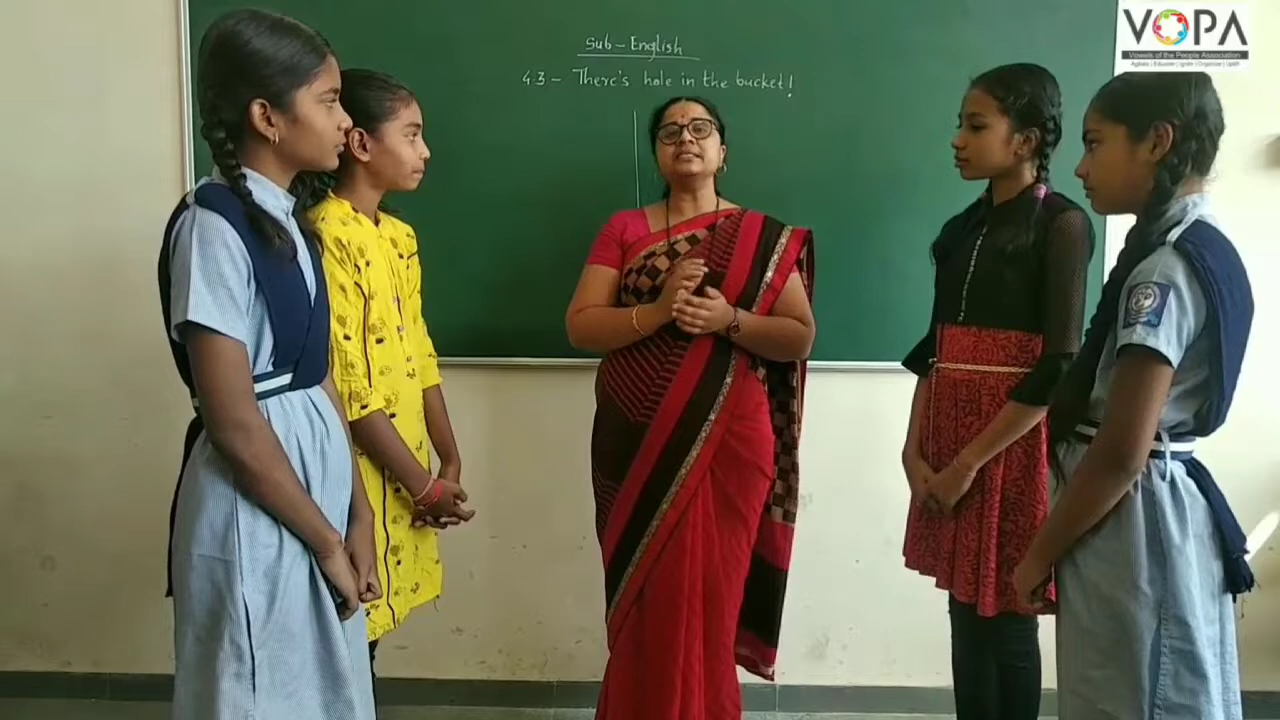 VOPA
Vowels of the People Association
Sub - English
4.3 - There's hole in the bucket!